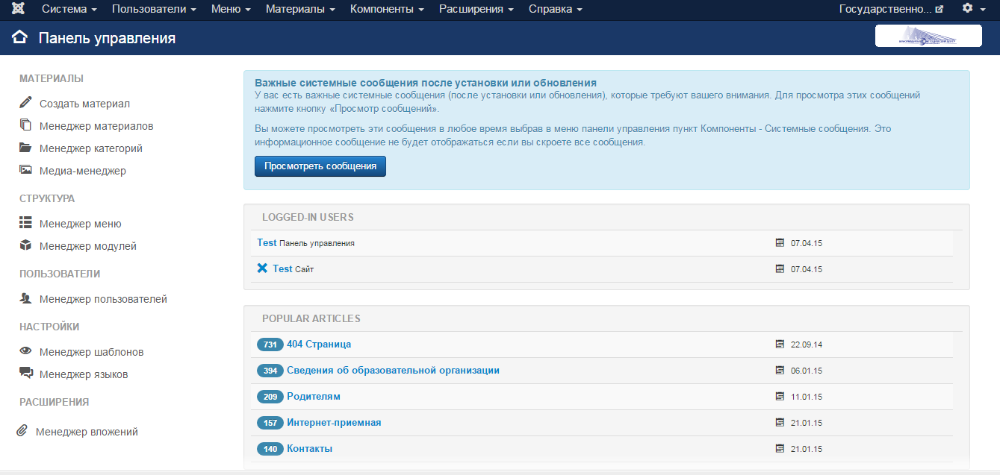 Система Пользователи Меню Материалы Компоненты Расширения Справка Государственно...
Панель управления
МАТЕРИАЛЫ
Создать материал
Менеджер материалов
Менеджер категорий
Медиа-менеджер
СТРУКТУРА
Менеджер меню
Менеджер модулей
ПОЛЬЗОВАТЕЛИ
Менеджер пользователей
НАСТРОЙКИ
Менеджер шаблонов
Менеджер языков
РАСШИРЕНИЯ
Менеджер вложений
Важные системные сообщения после установки или обновления
У вас есть важные системные сообщения (после установки или обновления), которые требуют вашего внимания. Для просмотра этих сообщений
нажмите кнопку «Просмотр сообщений».
Вы можете просмотреть эти сообщения в любое время выбрав в меню панели управления пункт Компоненты - Системные сообщения. Это
информационное сообщение не будет отображаться если вы скроете все сообщения.
Просмотреть сообщения
LOGGED-IN USERS
Test Панель управления 07.04.15
Test Сайт 07.04.15
POPULAR ARTICLES
731 404 Страница 22.09.14
394 Сведения об образовательной организации 06.01.15
209 Родителям 11.01.15
157 Интернет-приемная 21.01.15
140 Контакты 21.01.15